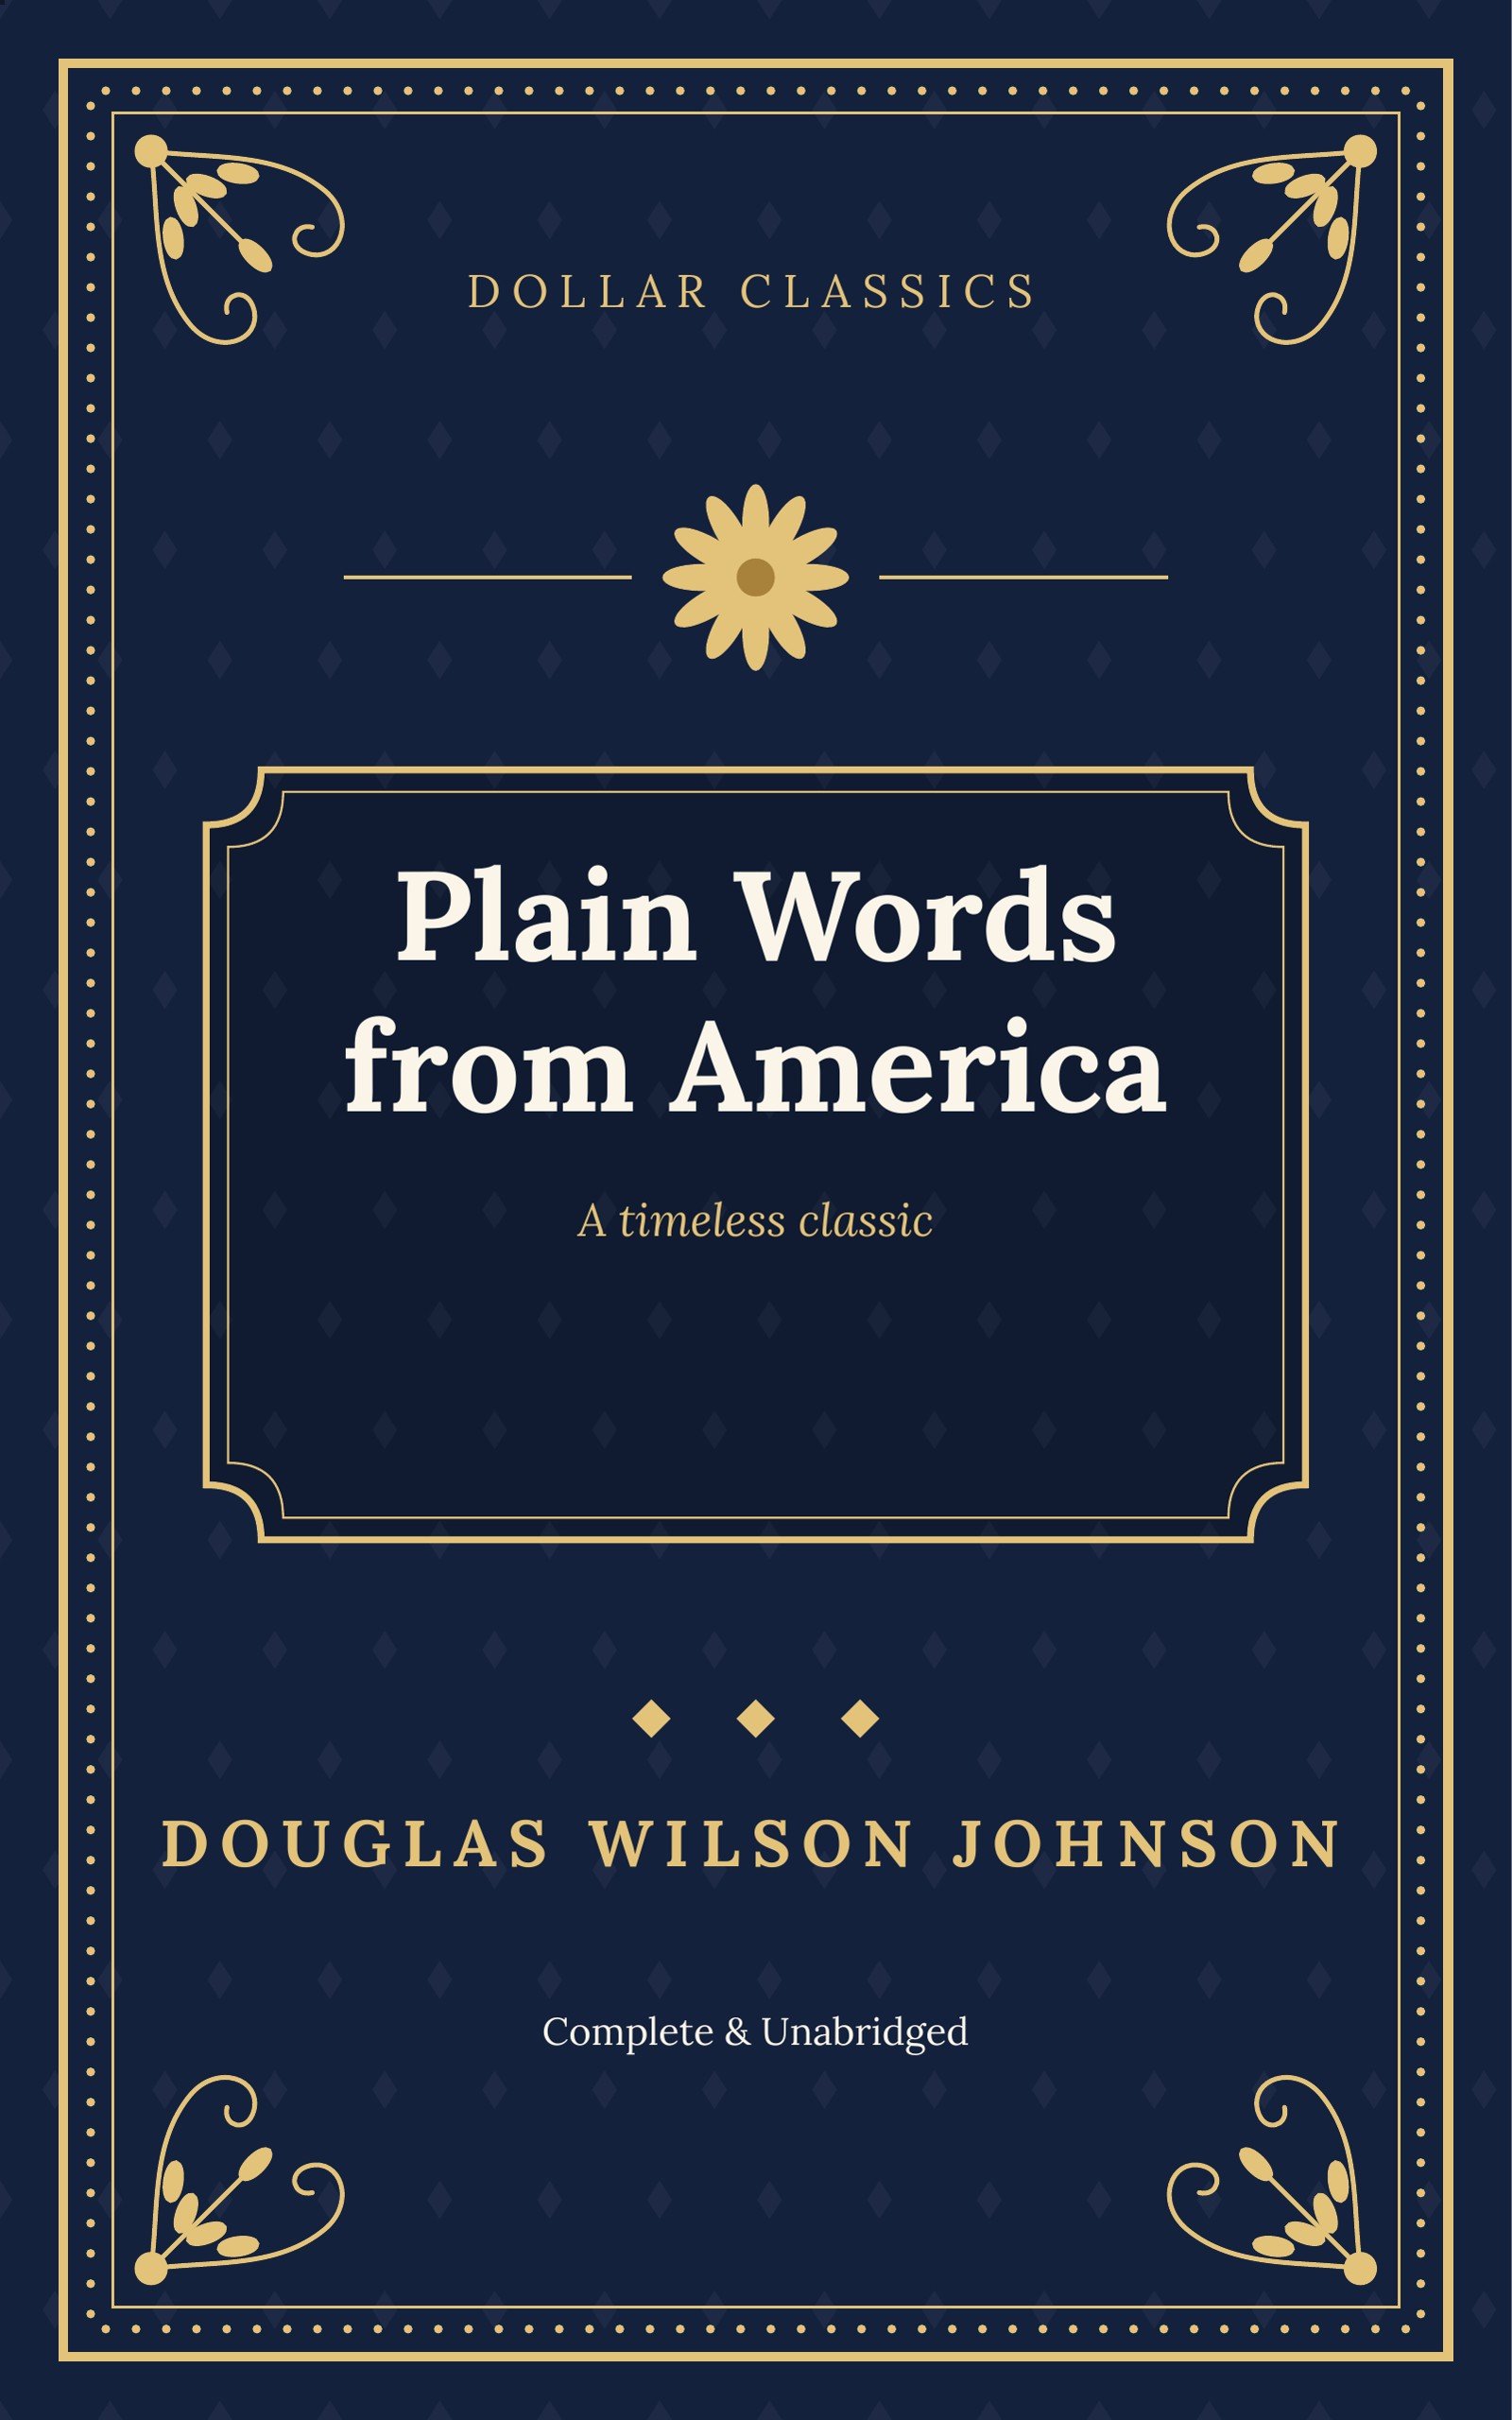 DOLLAR CLASSICS
Plain Words
from America
A timeless classic
DOUGLAS WILSON JOHNSON
Complete & Unabridged